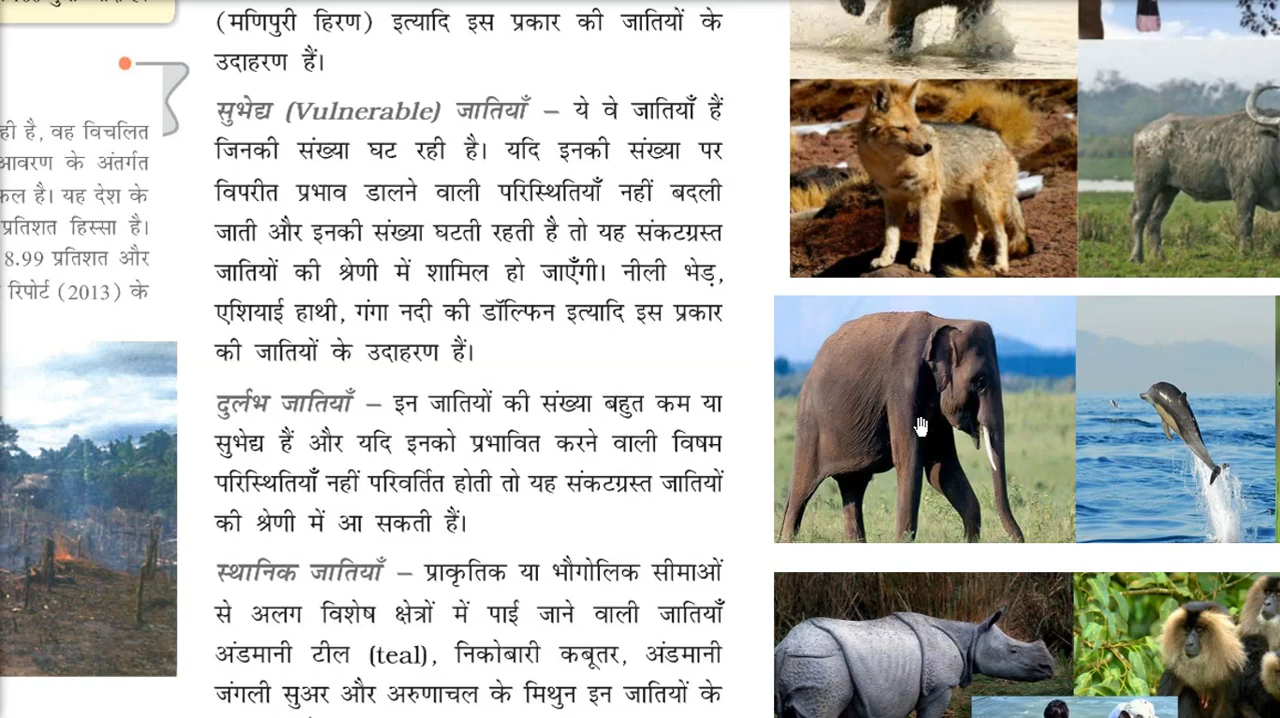 ही है, वह विचलित
आवरण के अंतर्गत
फल है। यह देश के
प्रतिशत हिस्सा है।
8.99 प्रतिशत और
रिपोर्ट (2013) के
(मणिपुरी हिरण) इत्यादि इस प्रकार की जातियों के
उदाहरण हैं।
सुभेद्य (Vulnerable) जातियाँ – ये वे जातियाँ हैं
जिनकी संख्या घट रही है। यदि इनकी संख्या पर
विपरीत प्रभाव डालने वाली परिस्थितियाँ नहीं बदली
जाती और इनकी संख्या घटती रहती है तो यह संकटग्रस्त
जातियों की श्रेणी में शामिल हो जाएँगी। नीली भेड़,
एशियाई हाथी, गंगा नदी की डॉल्फिन इत्यादि इस प्रकार
की जातियों के उदाहरण हैं।
दुर्लभ जातियाँ – इन जातियों की संख्या बहुत कम या
सुभेद्य हैं और यदि इनको प्रभावित करने वाली विषम
परिस्थितियाँ नहीं परिवर्तित होती तो यह संकटग्रस्त जातियों
की श्रेणी में आ सकती हैं।
स्थानिक जातियाँ – प्राकृतिक या भौगोलिक सीमाओं
से अलग विशेष क्षेत्रों में पाई जाने वाली जातियाँ
अंडमानी टील (teal), निकोबारी कबूतर, अंडमानी
जंगली सुअर और अरुणाचल के मिथुन इन जातियों के